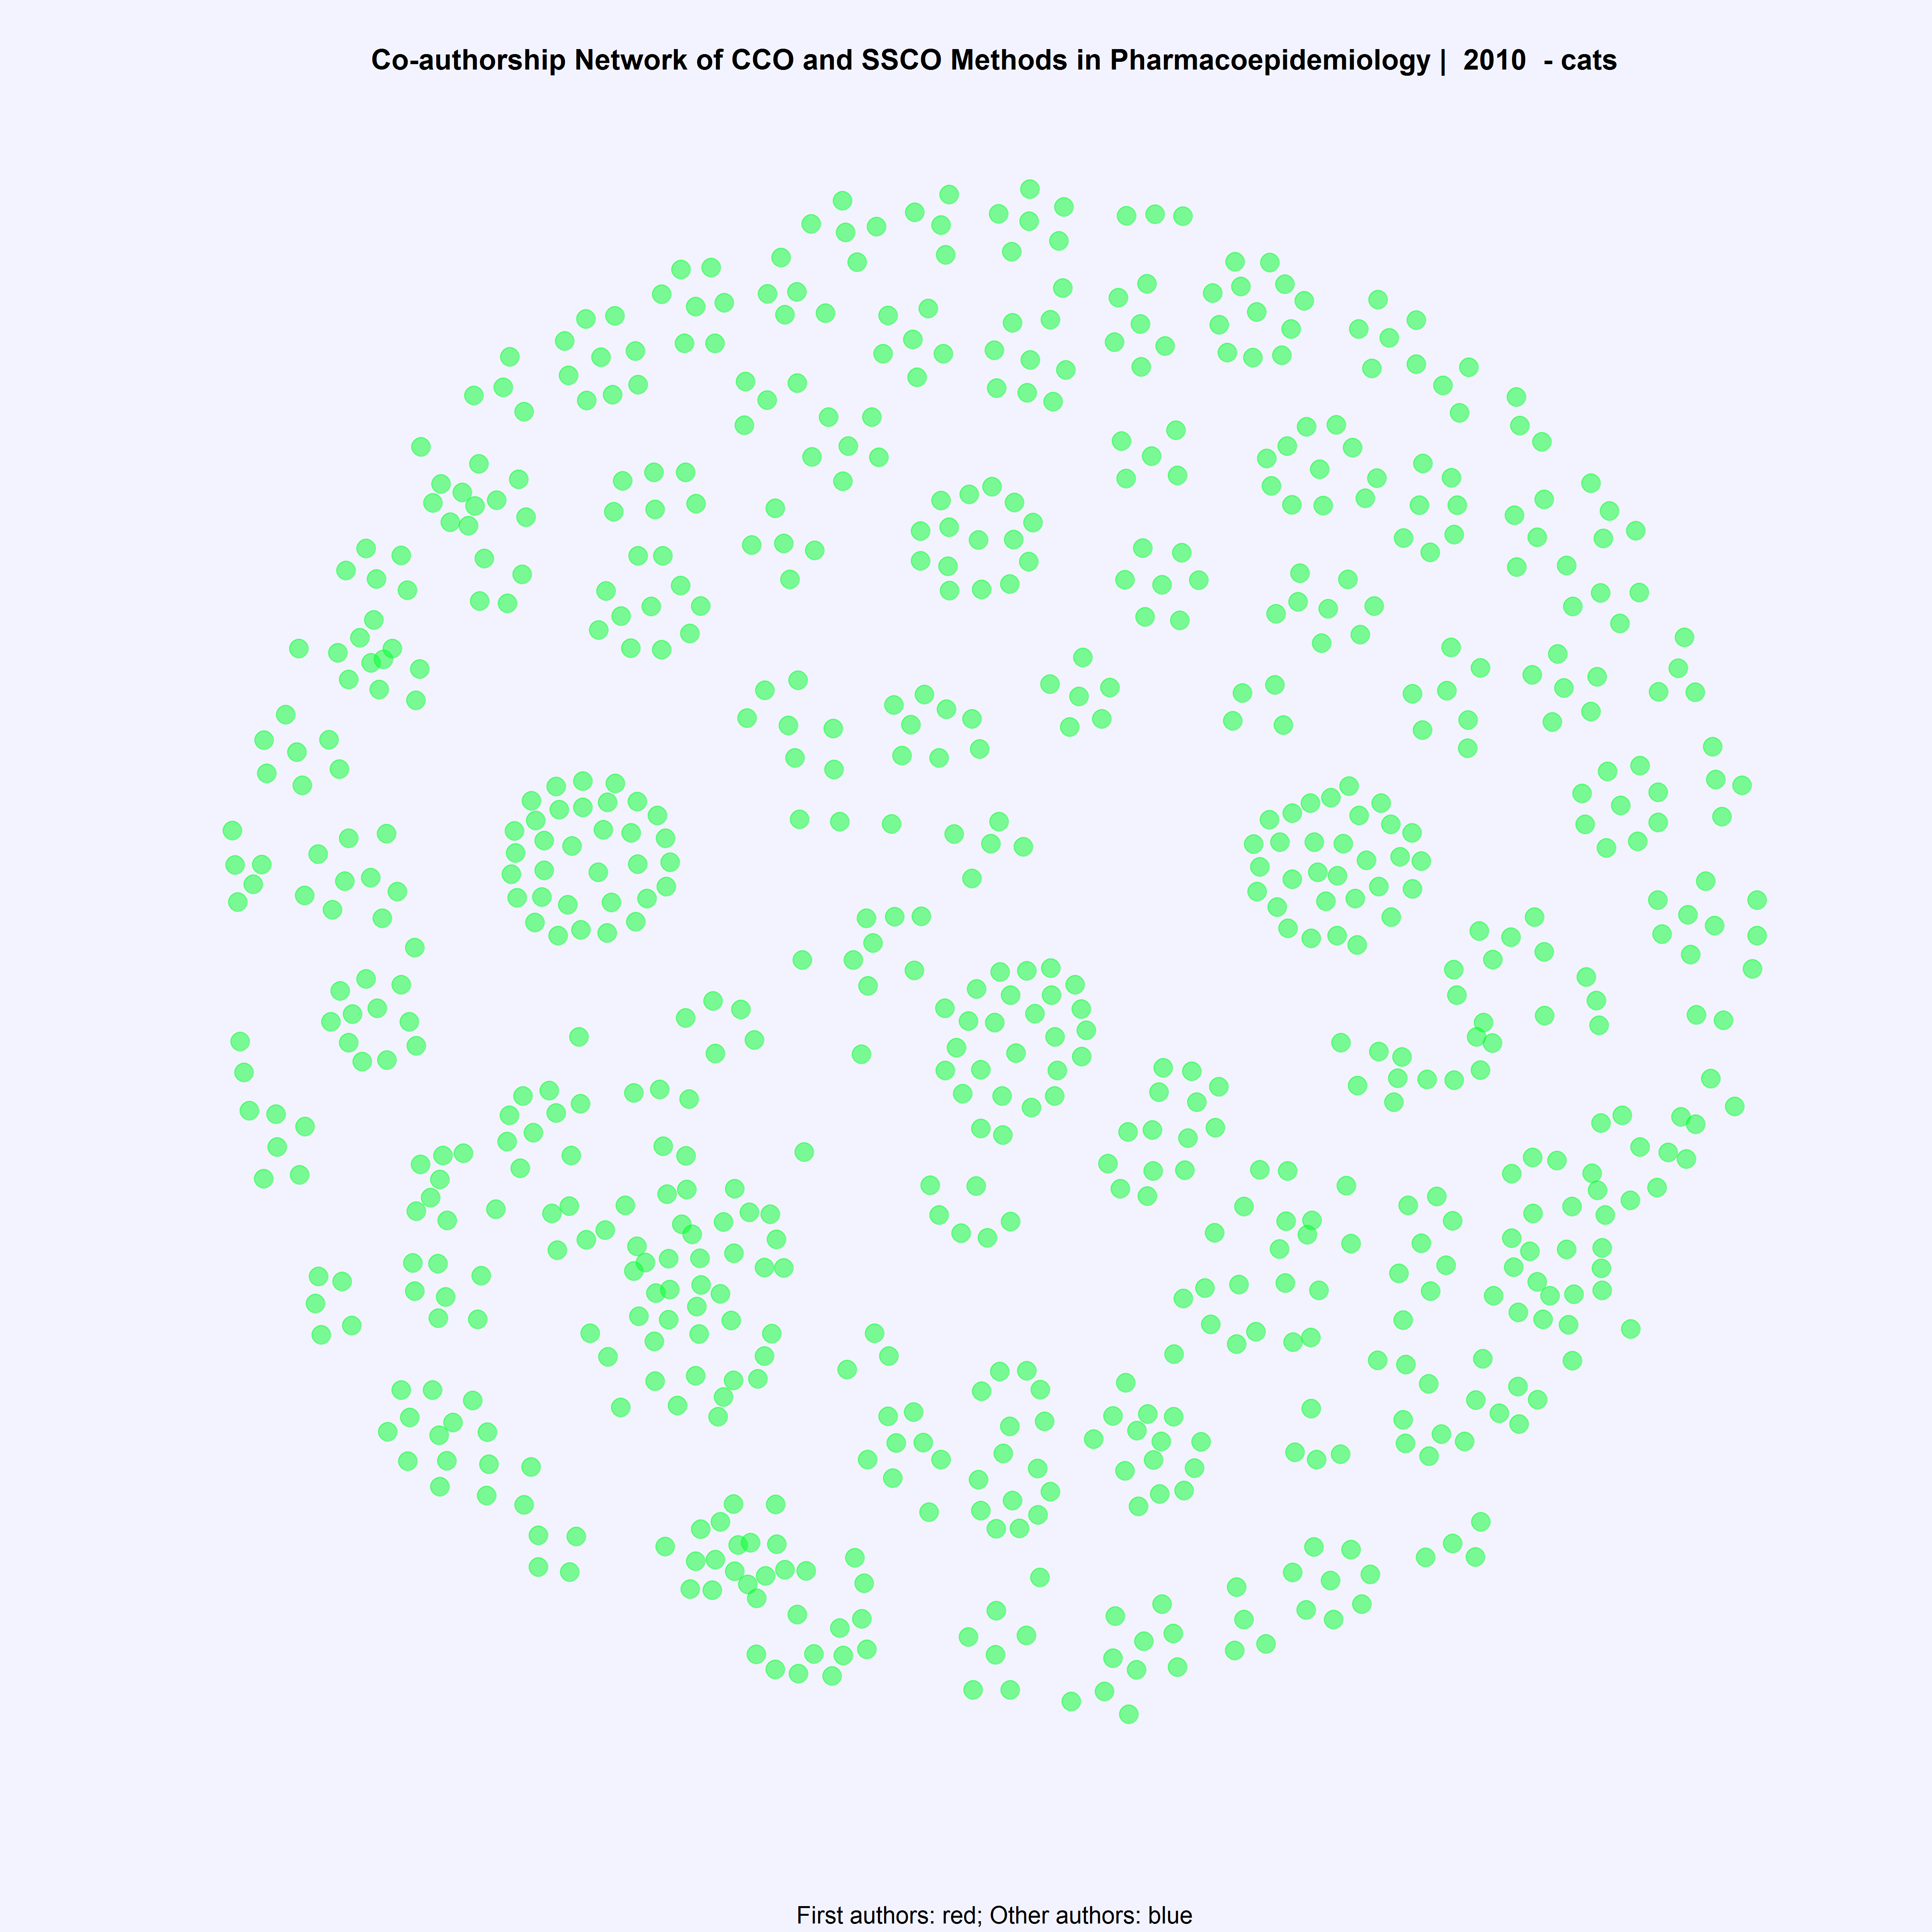 Co-authorship Network of CCO and SSCO Methods in Pharmacoepidemiology | 2010 - cats
First authors: red; Other authors: blue